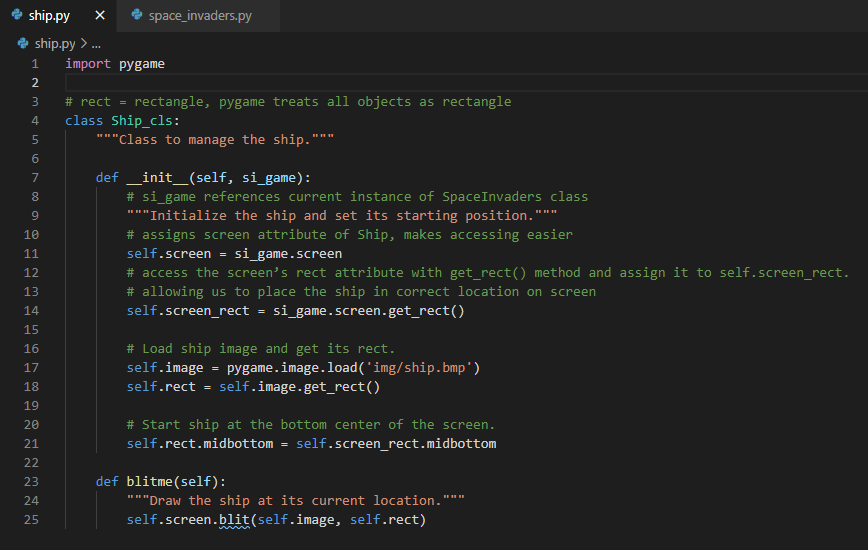 ship.py × space_invaders.py
ship.py > ...
1 import pygame
2
3 # rect = rectangle, pygame treats all objects as rectangle
4 class Ship_cls:
5     """Class to manage the ship."""
6
7     def __init__(self, si_game):
8         # si_game references current instance of SpaceInvaders class
9         """Initialize the ship and set its starting position."""
10         # assigns screen attribute of Ship, makes accessing easier
11         self.screen = si_game.screen
12         # access the screen’s rect attribute with get_rect() method and assign it to self.screen_rect.
13         # allowing us to place the ship in correct location on screen
14         self.screen_rect = si_game.screen.get_rect()
15
16         # Load ship image and get its rect.
17         self.image = pygame.image.load('img/ship.bmp')
18         self.rect = self.image.get_rect()
19
20         # Start ship at the bottom center of the screen.
21         self.rect.midbottom = self.screen_rect.midbottom
22
23     def blitme(self):
24         """Draw the ship at its current location."""
25         self.screen.blit(self.image, self.rect)